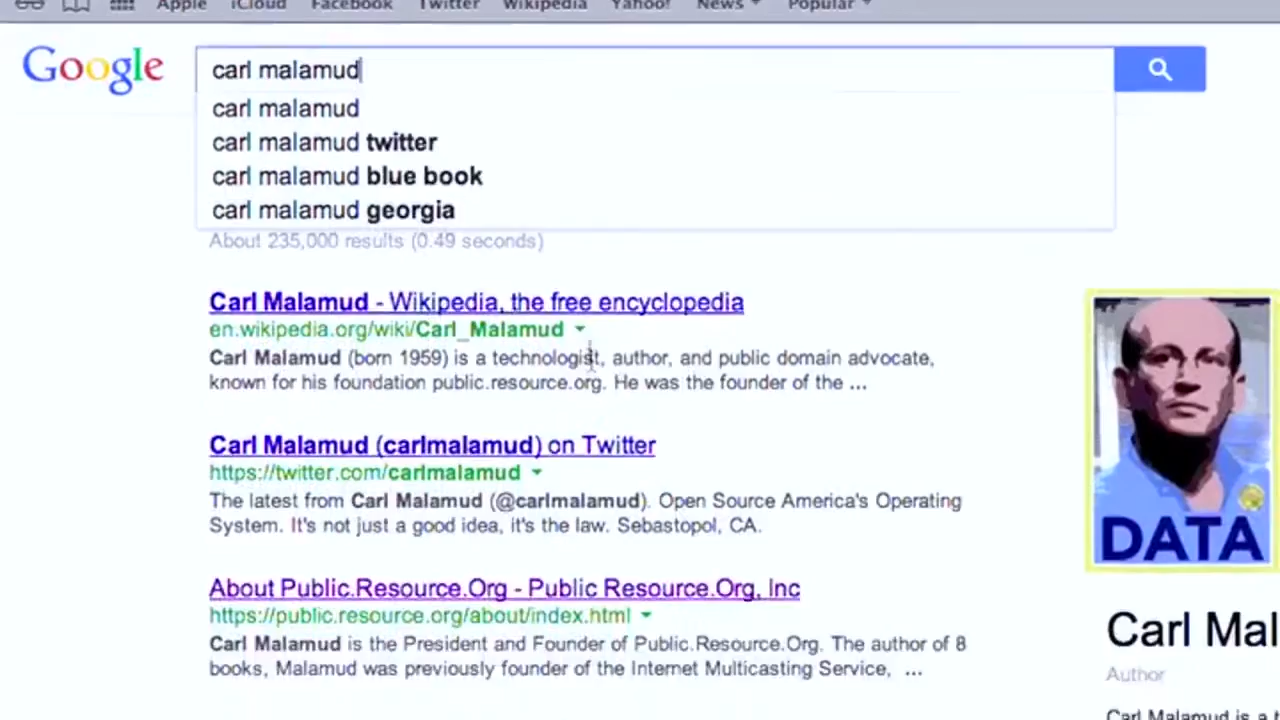 Apple iCloud Facebook Twitter Wikipedia Yahoo! News Popular
Google
carl malamud
carl malamud
carl malamud twitter
carl malamud blue book
carl malamud georgia
About 235,000 results (0.49 seconds)
Carl Malamud - Wikipedia, the free encyclopedia
en.wikipedia.org/wiki/Carl_Malamud
Carl Malamud (born 1959) is a technologist, author, and public domain advocate,
known for his foundation public.resource.org. He was the founder of the ...
Carl Malamud (carlmalamud) on Twitter
https://twitter.com/carlmalamud
The latest from Carl Malamud (@carlmalamud). Open Source America's Operating
System. It's not just a good idea, it's the law. Sebastopol, CA.
About Public.Resource.Org - Public Resource.Org, Inc
https://public.resource.org/about/index.html
Carl Malamud is the President and Founder of Public.Resource.Org. The author of 8
books, Malamud was previously founder of the Internet Multicasting Service, ...
DATA
Carl Mal
Author
Carl Malamud is a t